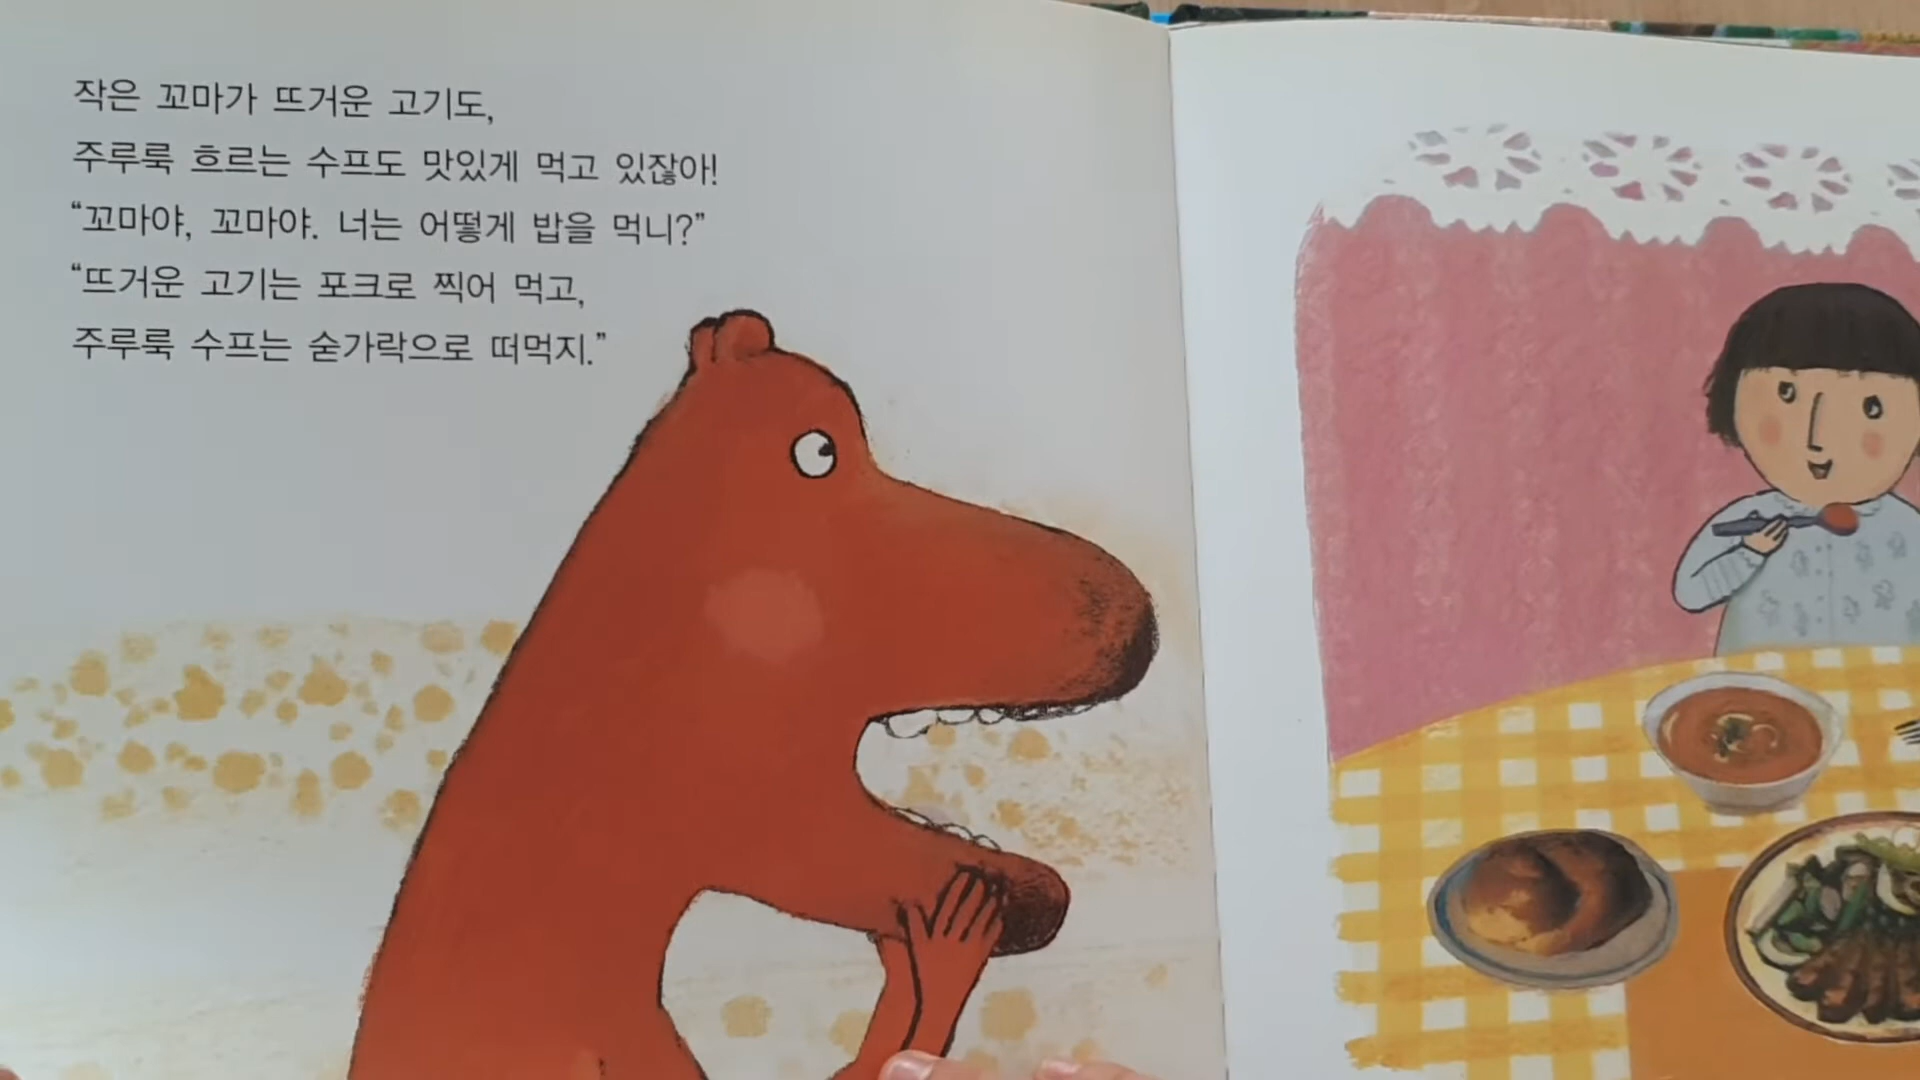 작은 꼬마가 뜨거운 고기도,
주루룩 흐르는 수프도 맛있게 먹고 있잖아!
“꼬마야, 꼬마야. 너는 어떻게 밥을 먹니?”
“뜨거운 고기는 포크로 찍어 먹고,
주루룩 수프는 숟가락으로 떠먹지.”